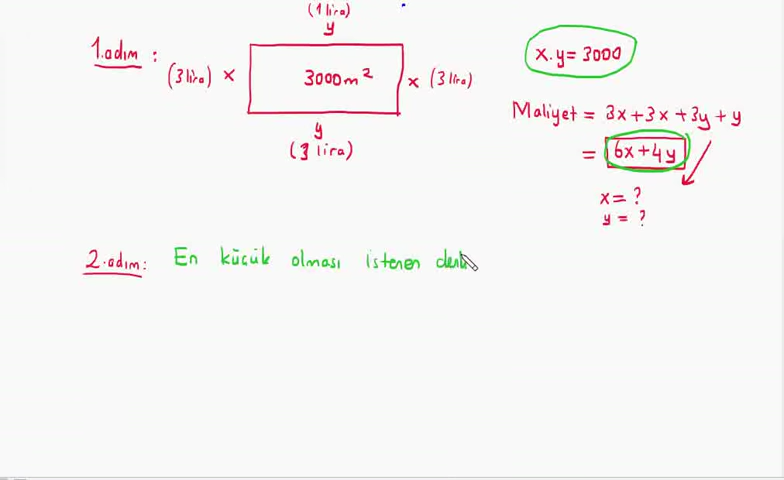 (1 lira)
y
1.adım :
(3 lira) x
3000m²
x (3 lira)
y
(3 lira)
x.y = 3000
Maliyet = 3x+3x+3y+y
= 6x+4y
x = ?
y = ?
2.adım: En küçük olması istenen